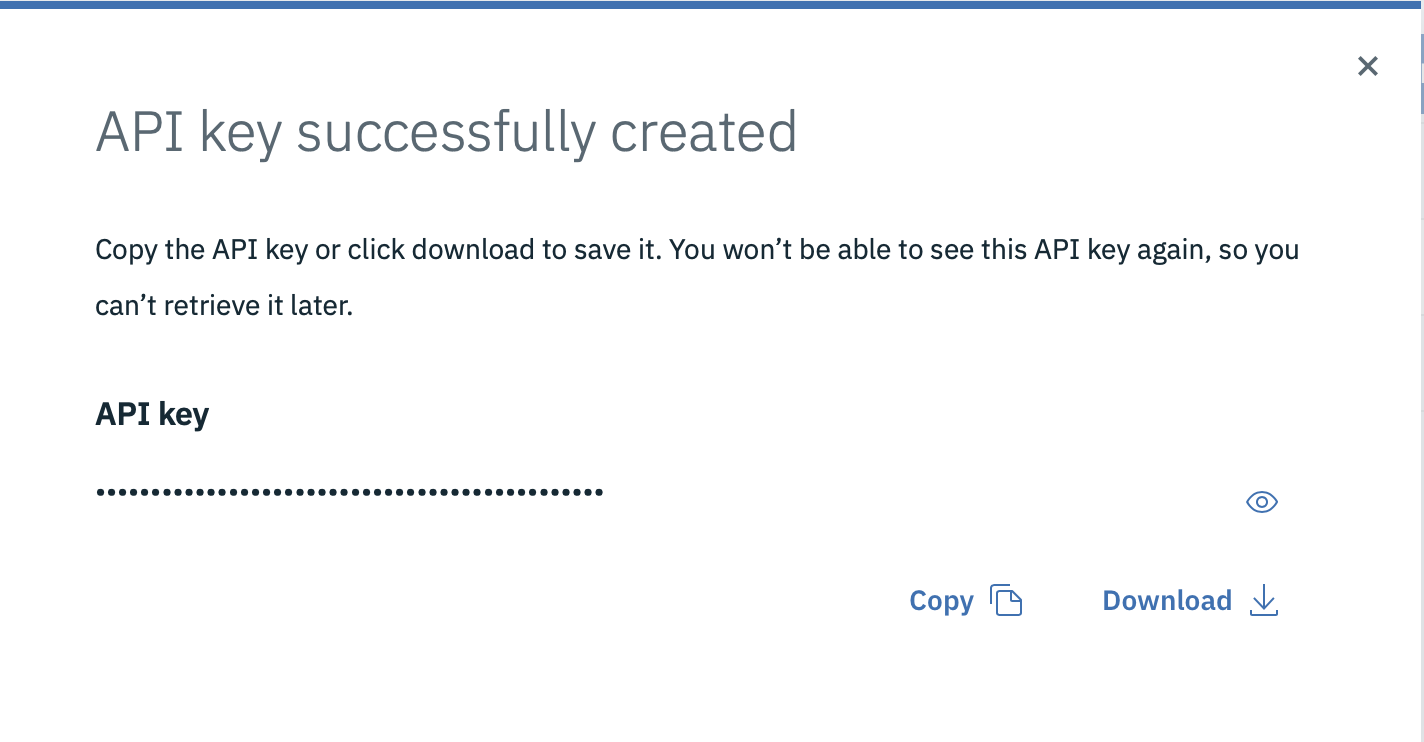 API key successfully created
Copy the API key or click download to save it. You won’t be able to see this API key again, so you
can’t retrieve it later.
API key
••••••••••••••••••••••••••••••••••••••••••••••
Copy
Download